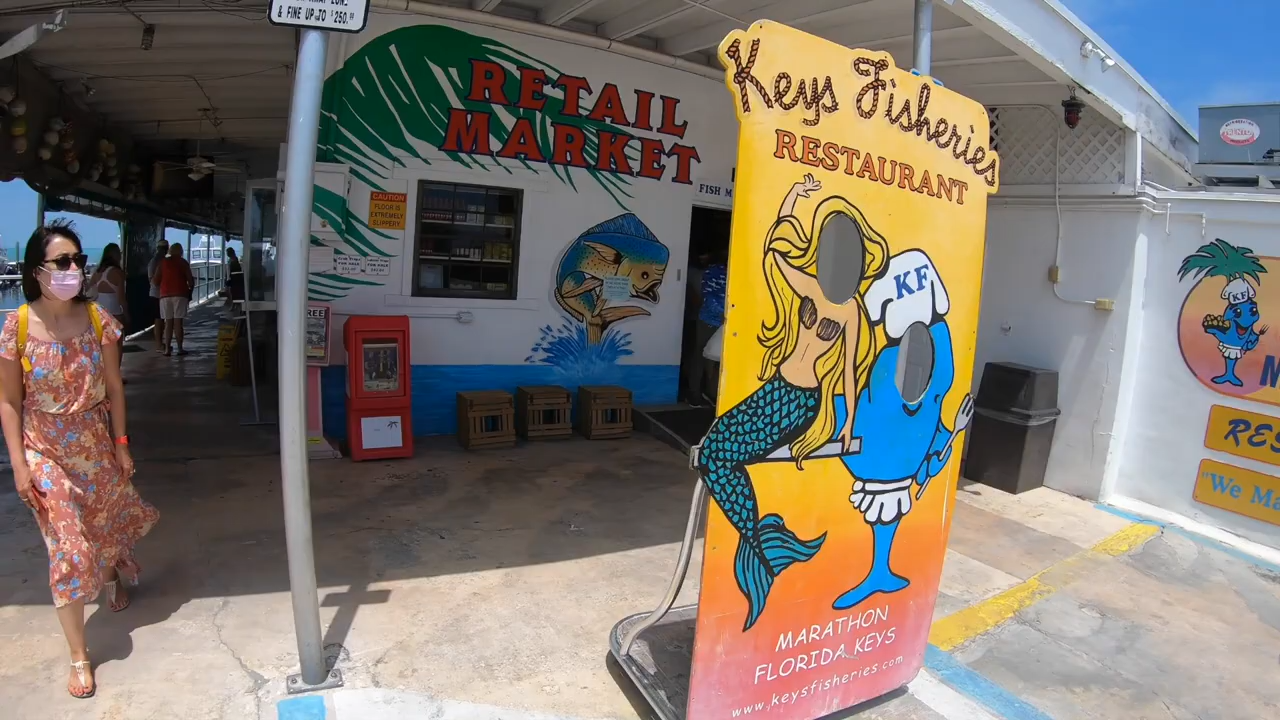 & FINE UP TO $250.00
RETAIL
MARKET
CAUTION
FLOOR IS
EXTREMELY
SLIPPERY
FISH M
Keys Fisheries
RESTAURANT
KF
KF
MARATHON
FLORIDA KEYS
www.keysfisheries.com
M
RES
"We Ma